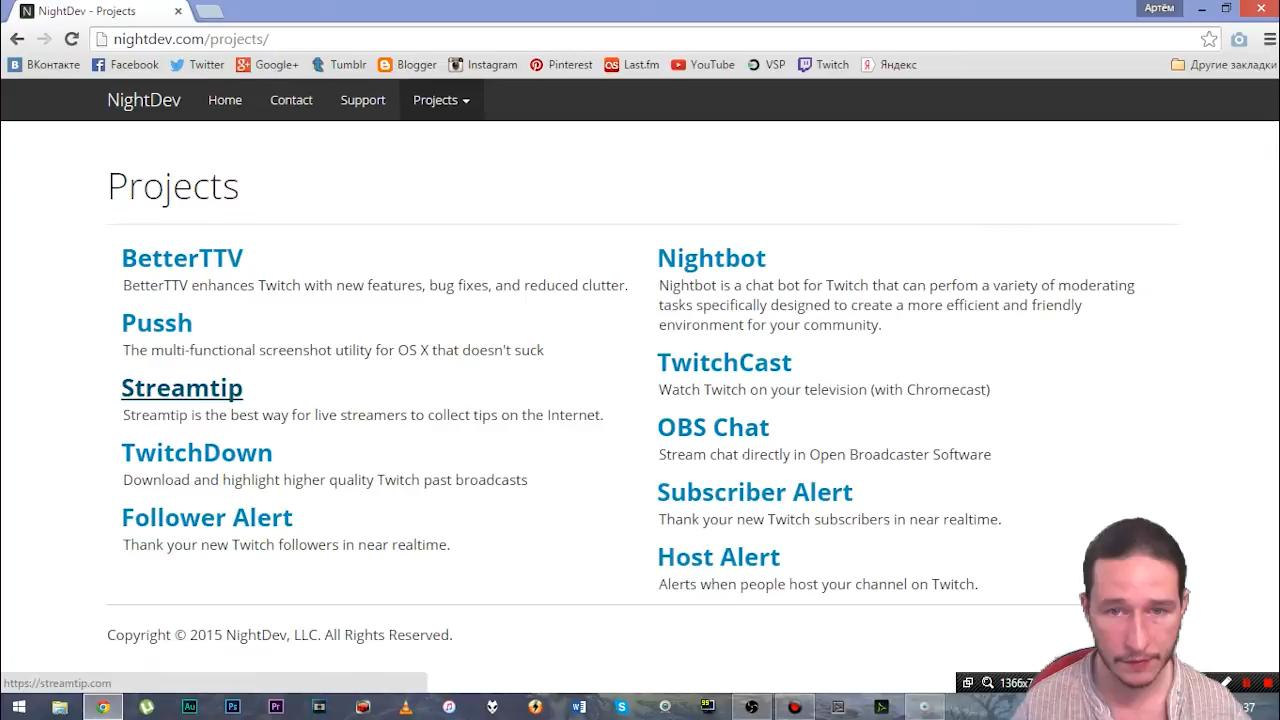 NightDev - Projects
Артём
nightdev.com/projects/
ВКонтакте Facebook Twitter Google+ Tumblr Blogger Instagram Pinterest Last.fm YouTube VSP Twitch Яндекс Другие закладки
NightDev Home Contact Support Projects
Projects
BetterTTV
BetterTTV enhances Twitch with new features, bug fixes, and reduced clutter.
Pussh
The multi-functional screenshot utility for OS X that doesn't suck
Streamtip
Streamtip is the best way for live streamers to collect tips on the Internet.
TwitchDown
Download and highlight higher quality Twitch past broadcasts
Follower Alert
Thank your new Twitch followers in near realtime.
Nightbot
Nightbot is a chat bot for Twitch that can perfom a variety of moderating
tasks specifically designed to create a more efficient and friendly
environment for your community.
TwitchCast
Watch Twitch on your television (with Chromecast)
OBS Chat
Stream chat directly in Open Broadcaster Software
Subscriber Alert
Thank your new Twitch subscribers in near realtime.
Host Alert
Alerts when people host your channel on Twitch.
Copyright © 2015 NightDev, LLC. All Rights Reserved.
https://streamtip.com